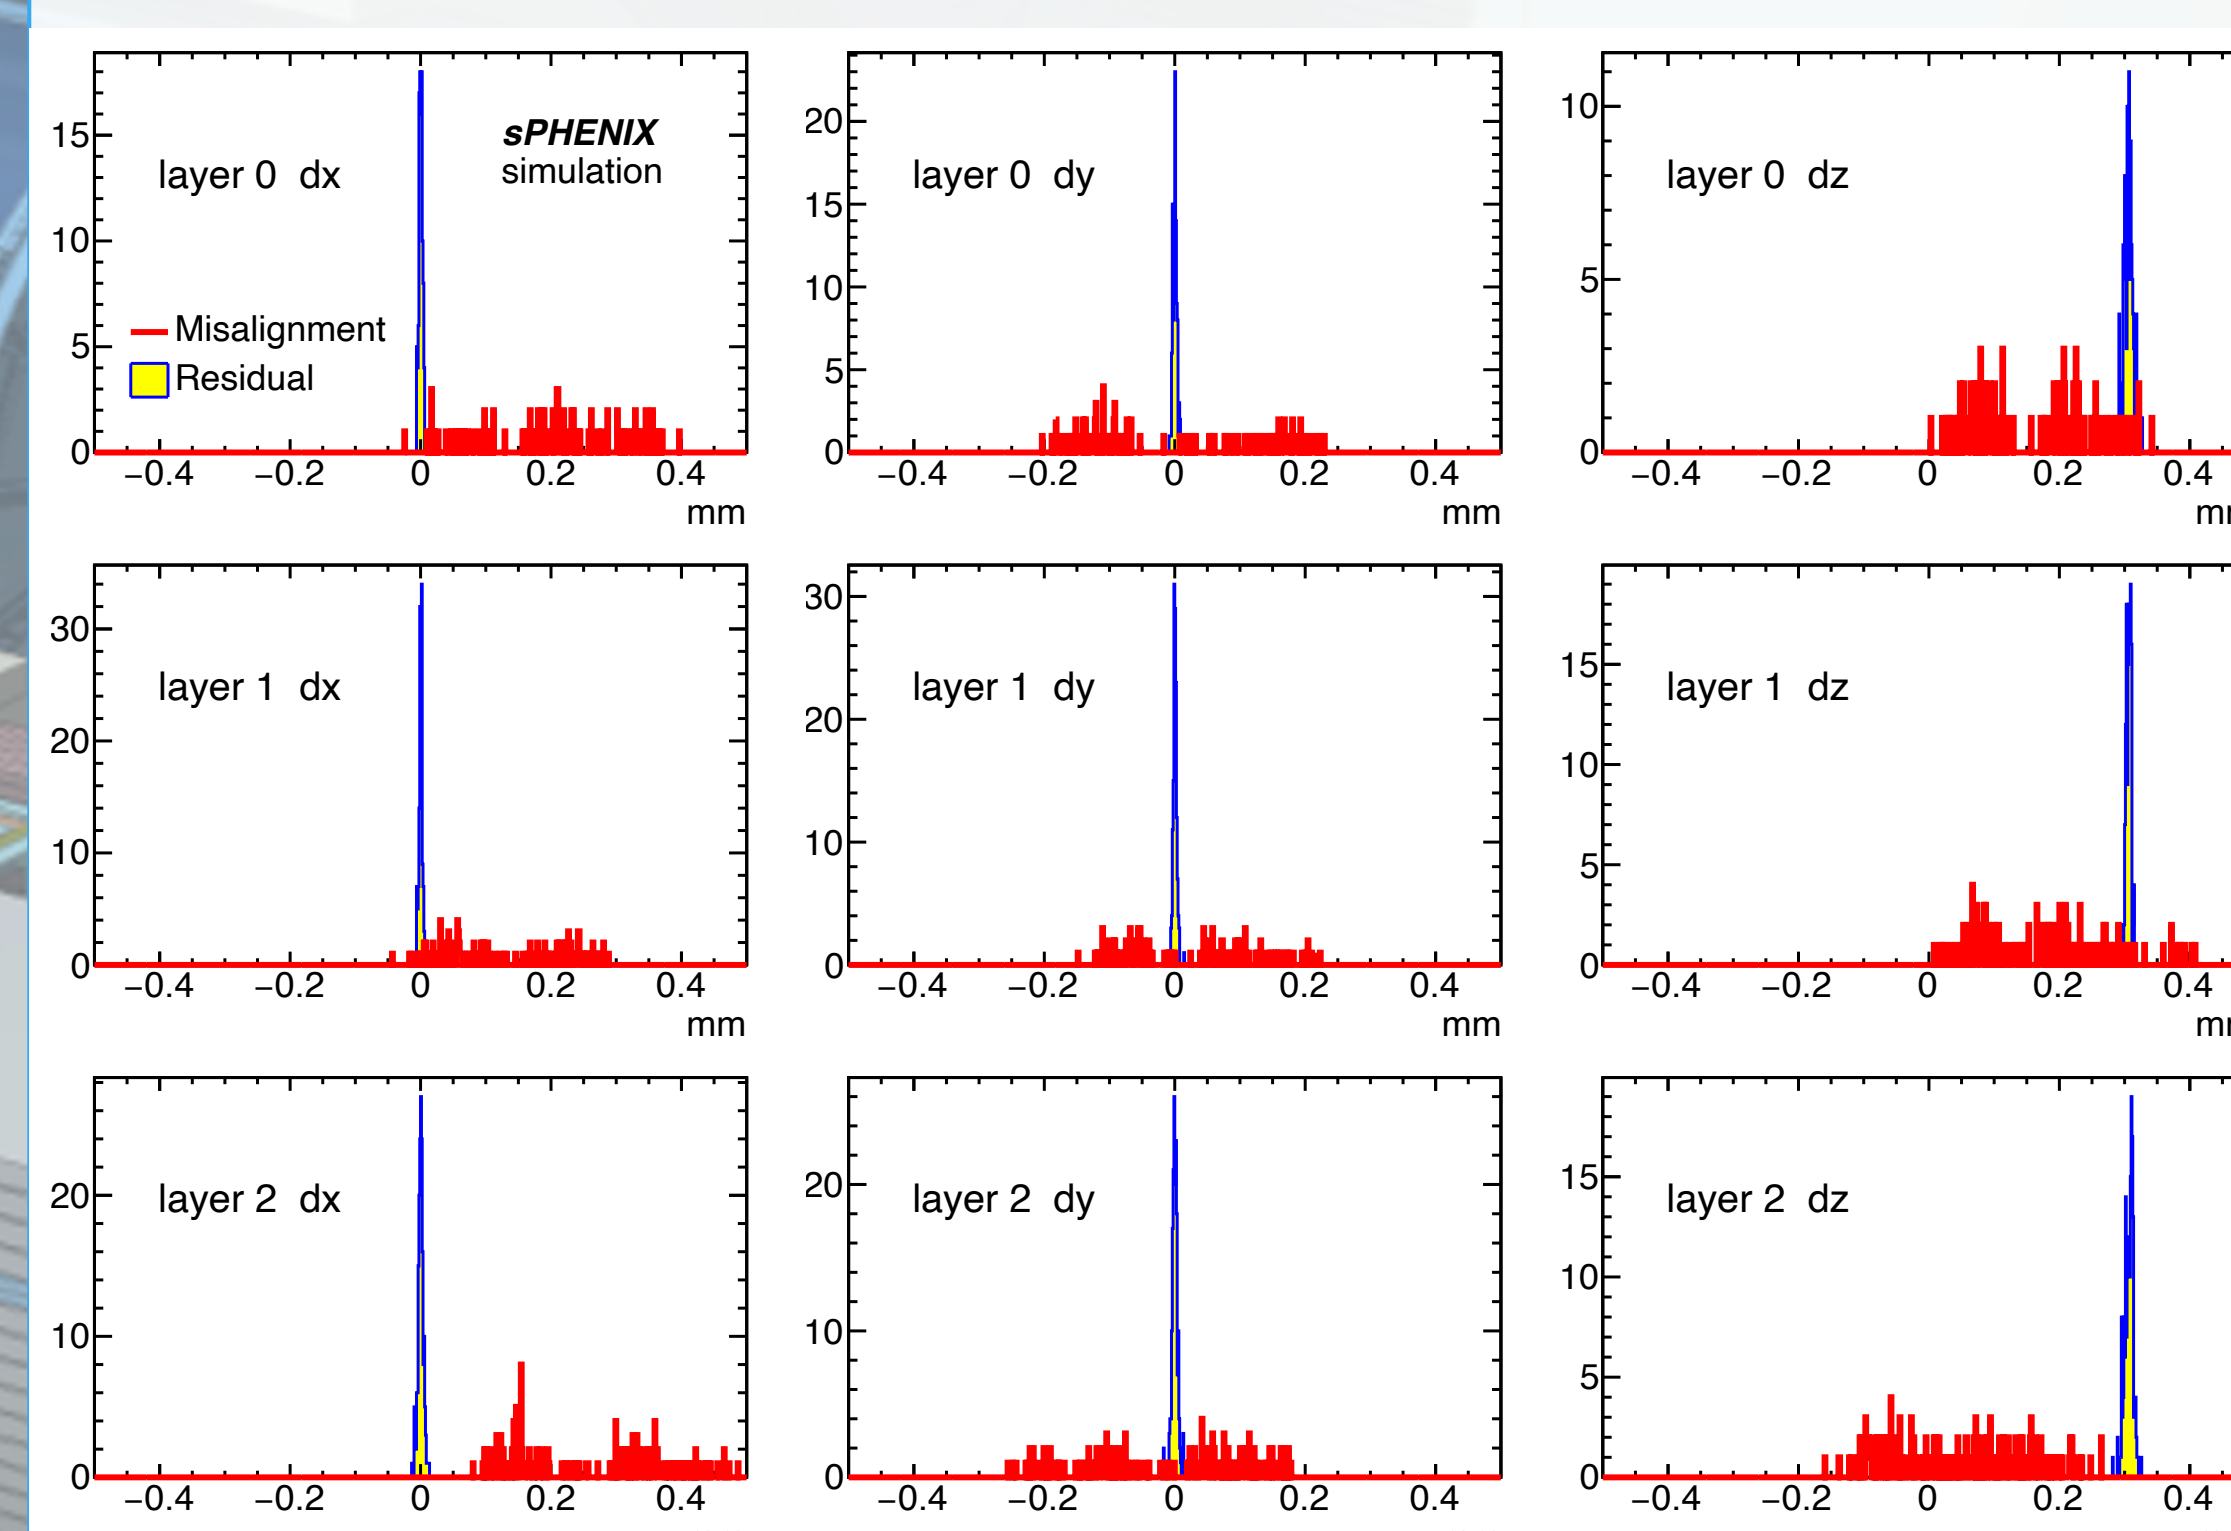 sPHENIX
simulation
layer 0 dx
Misalignment
Residual
15
10
5
0
−0.4 −0.2 0 0.2 0.4
mm
layer 0 dy
20
15
10
5
0
−0.4 −0.2 0 0.2 0.4
mm
layer 0 dz
10
5
0
−0.4 −0.2 0 0.2 0.4
layer 1 dx
30
20
10
0
−0.4 −0.2 0 0.2 0.4
mm
layer 1 dy
30
20
10
0
−0.4 −0.2 0 0.2 0.4
mm
layer 1 dz
15
10
5
0
−0.4 −0.2 0 0.2 0.4
layer 2 dx
20
10
0
−0.4 −0.2 0 0.2 0.4
layer 2 dy
20
10
0
−0.4 −0.2 0 0.2 0.4
layer 2 dz
15
10
5
0
−0.4 −0.2 0 0.2 0.4